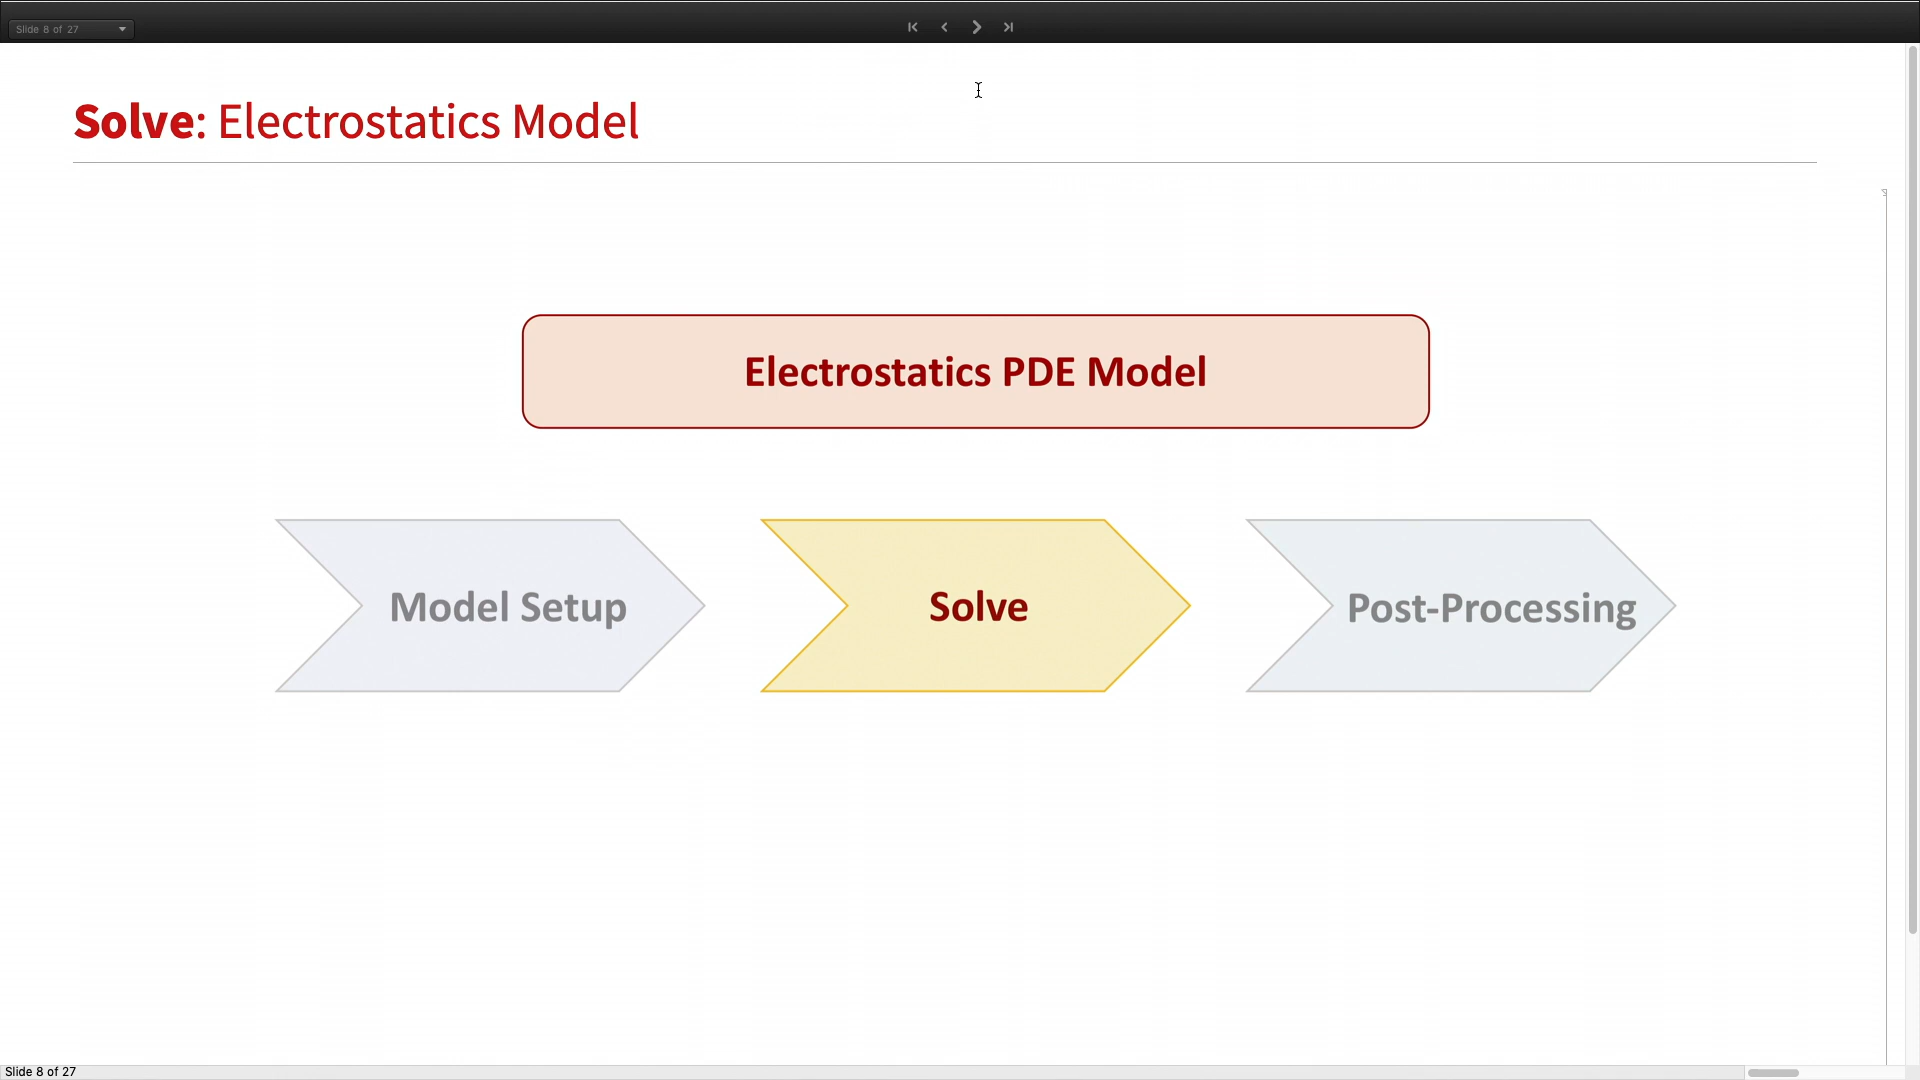 Slide 8 of 27
Solve: Electrostatics Model
Electrostatics PDE Model
Model Setup
Solve
Post-Processing
Slide 8 of 27